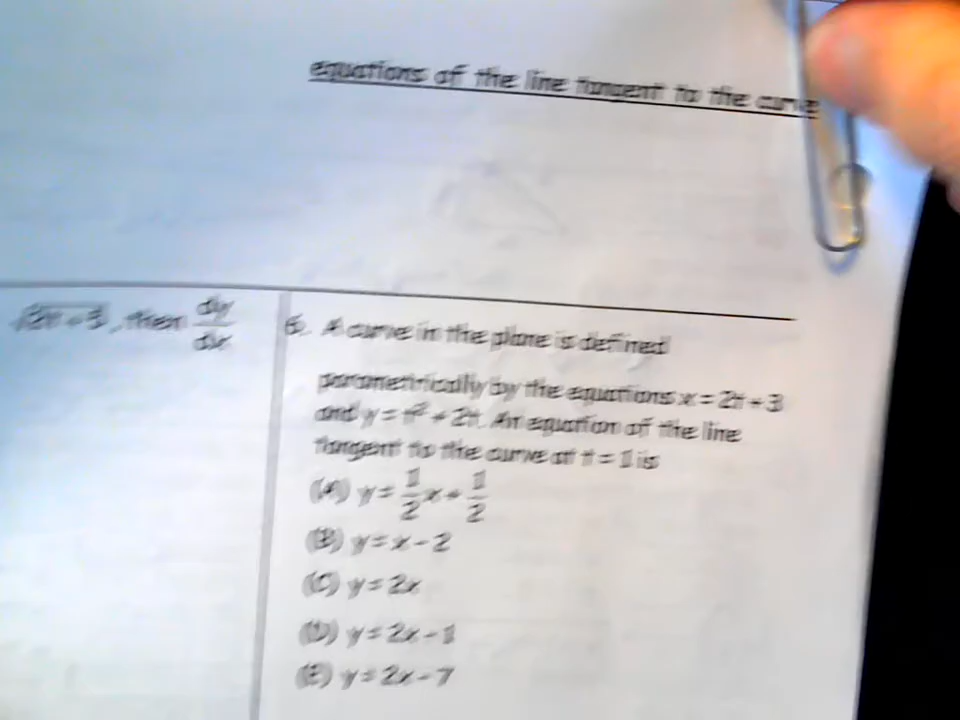 equations of the line tangent to the curve
, then dy/dx
6. A curve in the plane is defined
parametrically by the equations x = 2t + 3
and y = t² + 2t. An equation of the line
tangent to the curve at t = 1 is
(A) y = 1/2 x + 1/2
(B) y = x - 2
(C) y = 2x
(D) y = 2x - 1
(E) y = 2x - 7